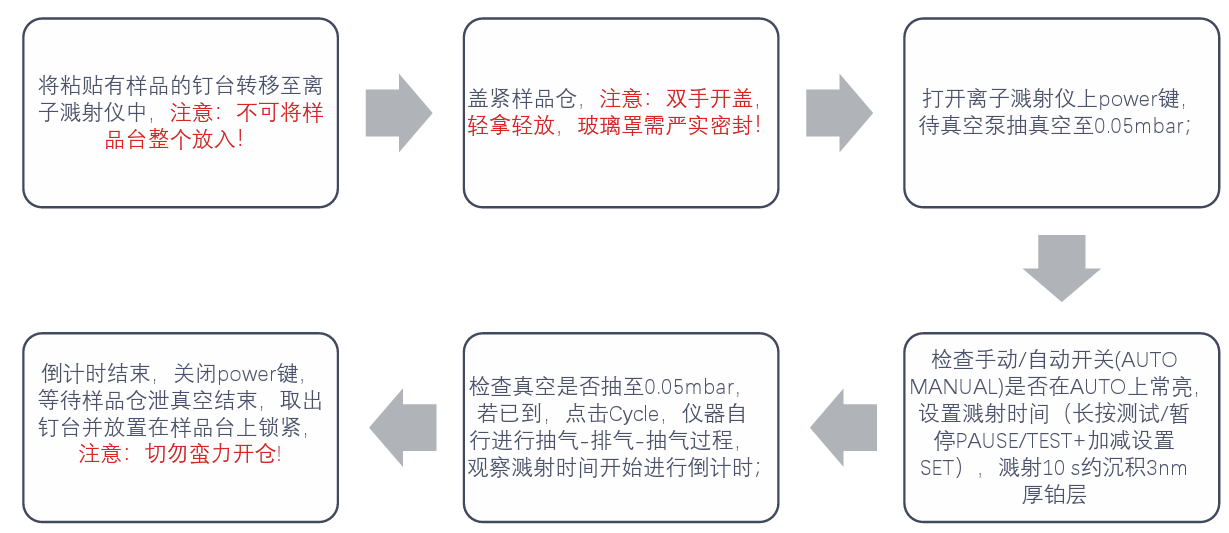 将粘贴有样品的钉台转移至离
子溅射仪中，注意：不可将样
品台整个放入！
盖紧样品仓，注意：双手开盖，
轻拿轻放，玻璃罩需严实密封！
打开离子溅射仪上power键，
待真空泵抽真空至0.05mbar；
检查手动/自动开关(AUTO
MANUAL)是否在AUTO上常亮，
设置溅射时间（长按测试/暂
停PAUSE/TEST+加减设置
SET），溅射10 s约沉积3nm
厚铂层
检查真空是否抽至0.05mbar，
若已到，点击Cycle，仪器自
行进行抽气-排气-抽气过程，
观察溅射时间开始进行倒计时；
倒计时结束，关闭power键，
等待样品仓泄真空结束，取出
钉台并放置在样品台上锁紧，
注意：切勿蛮力开仓!